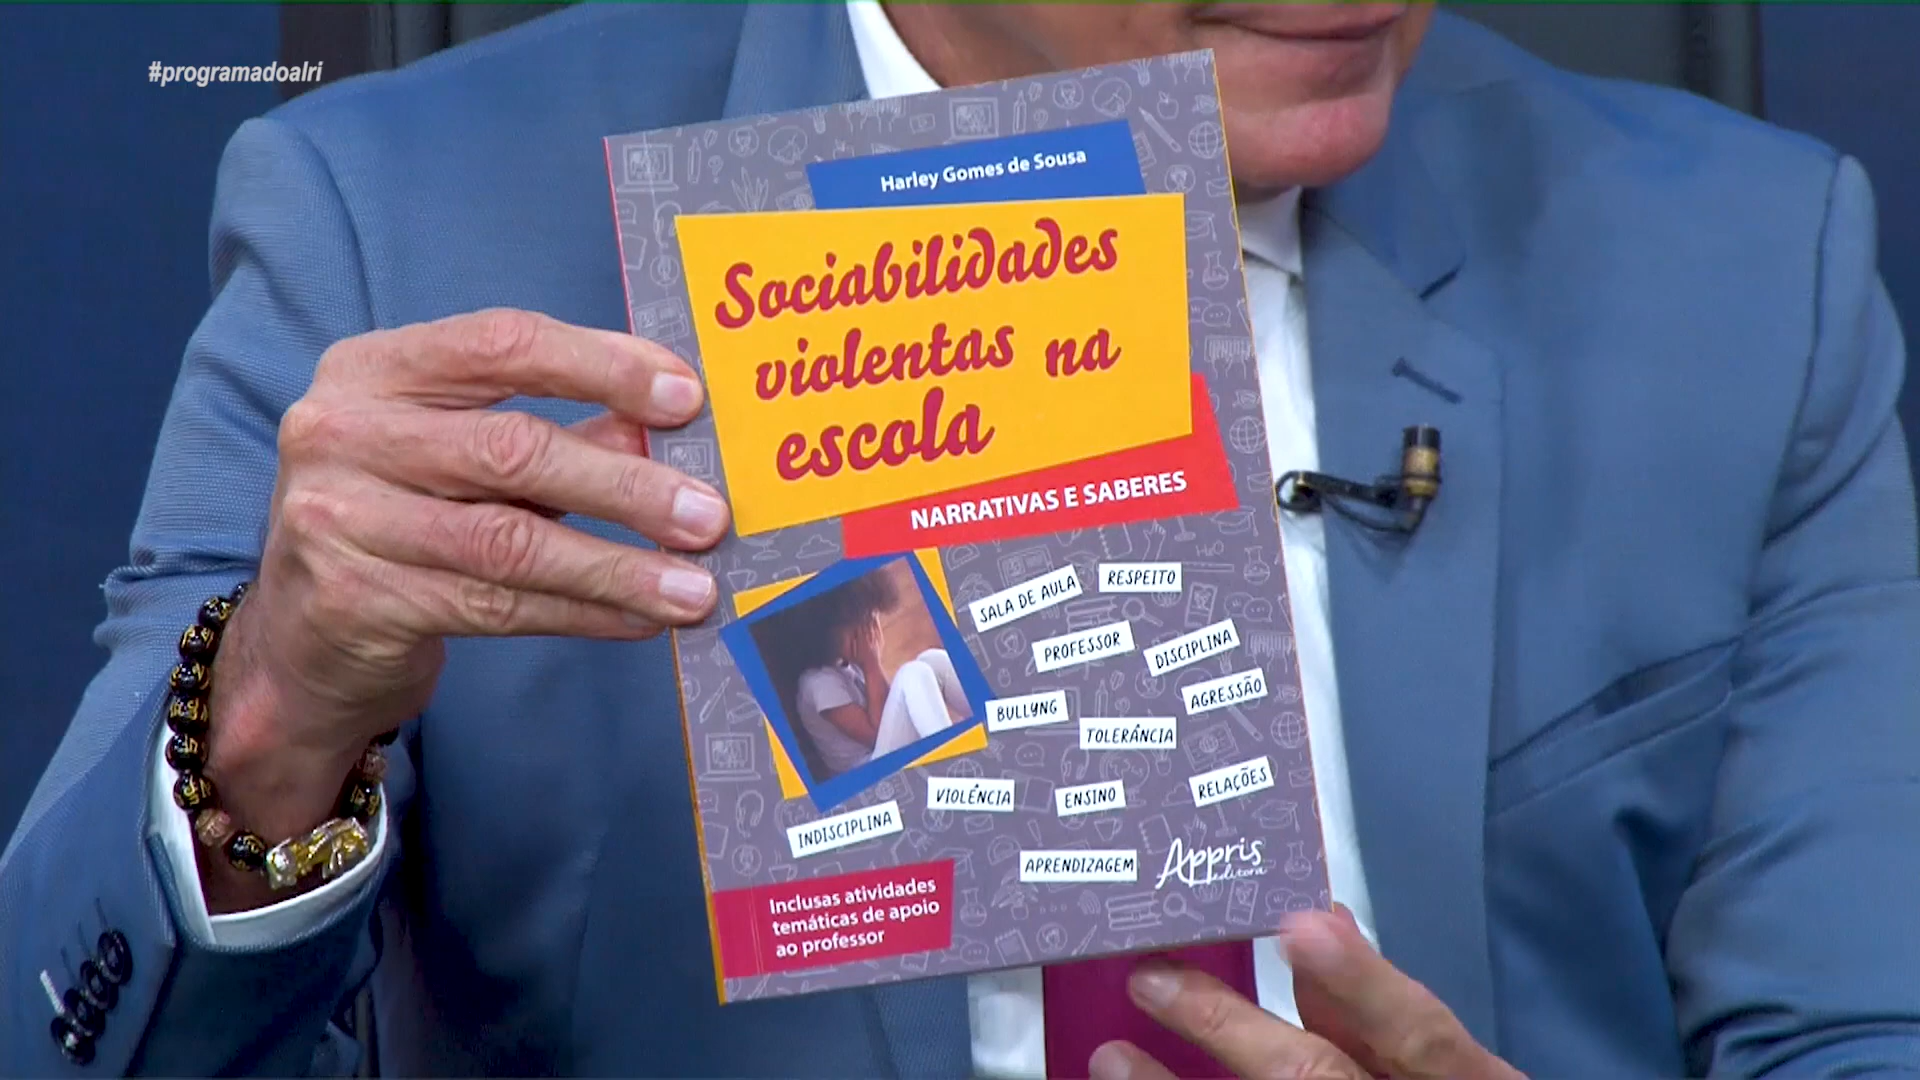 #programadoalri
Harley Gomes de Sousa
Sociabilidades
violentas na
escola
NARRATIVAS E SABERES
SALA DE AULA
RESPEITO
PROFESSOR
DISCIPLINA
AGRESSÃO
BULLYNG
TOLERÂNCIA
RELAÇÕES
VIOLÊNCIA
ENSINO
INDISCIPLINA
APRENDIZAGEM
Appris
editora
Inclusas atividades
temáticas de apoio
ao professor